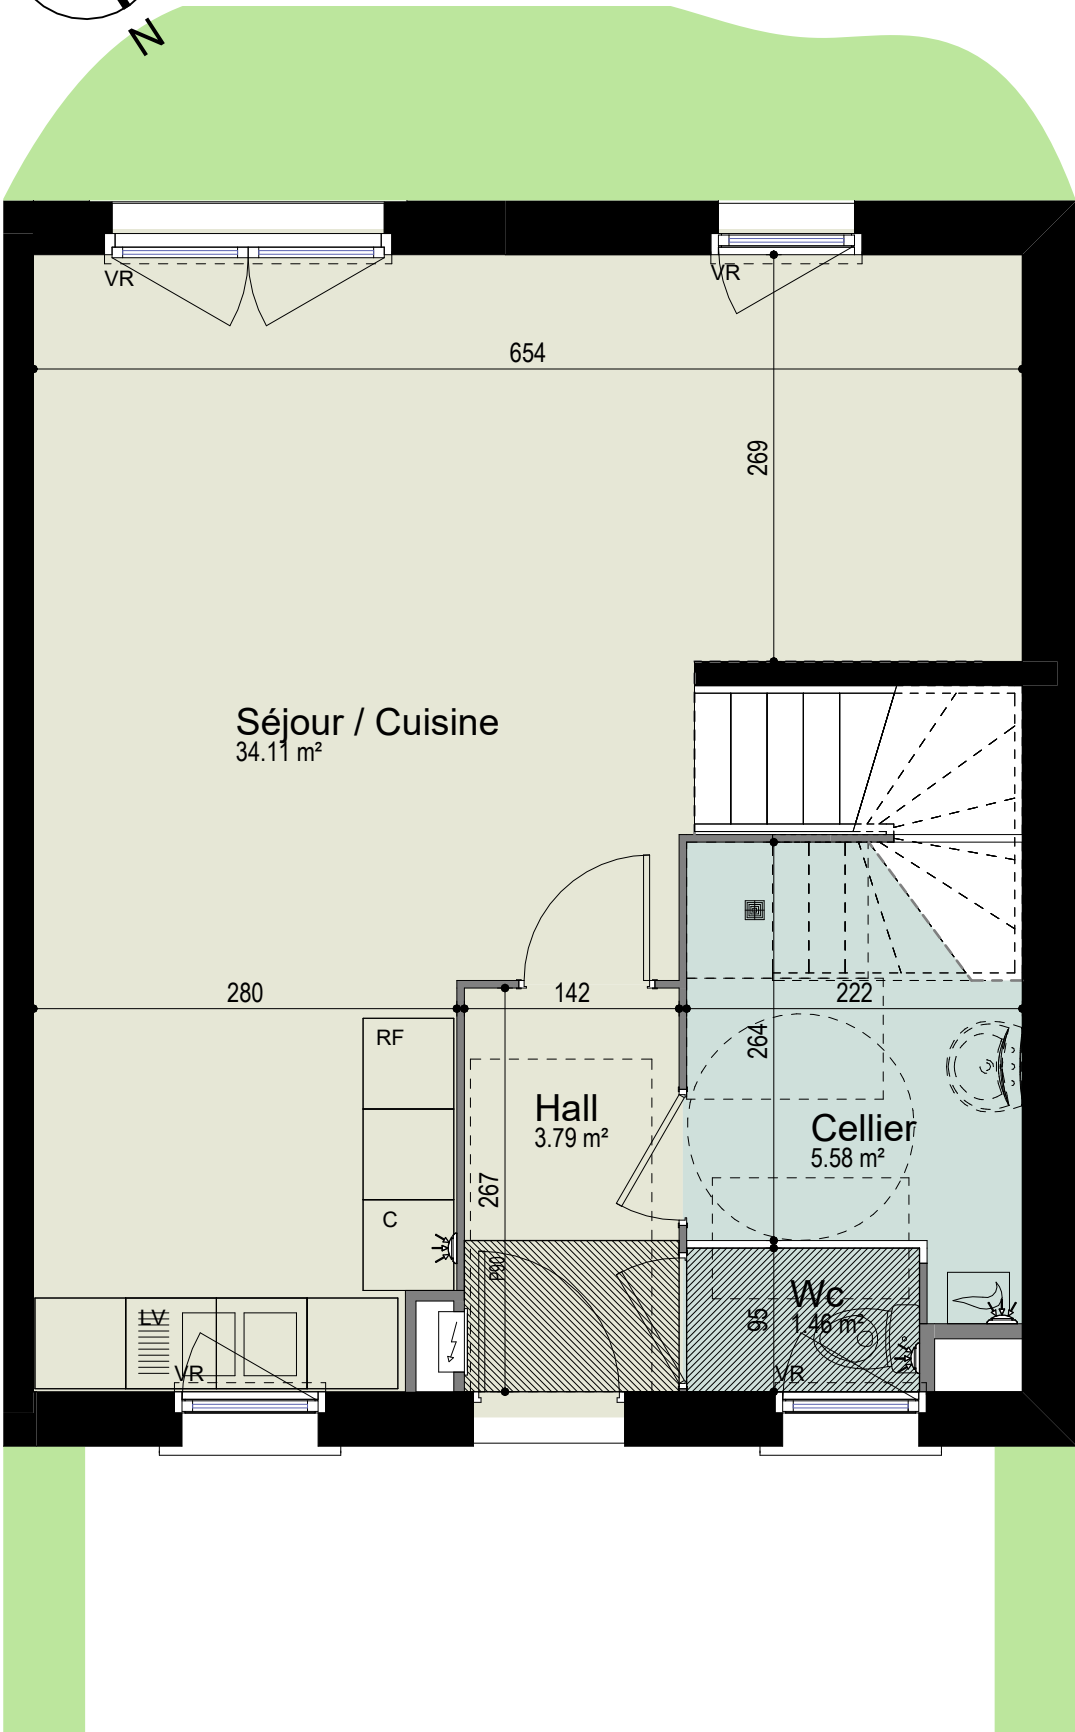 N
VR
VR
654
269
Séjour / Cuisine
34.11 m²
280
142
222
RF
264
Hall
3.79 m²
Cellier
5.58 m²
267
C
P90
LV
Wc
1.46 m²
95
VR
VR